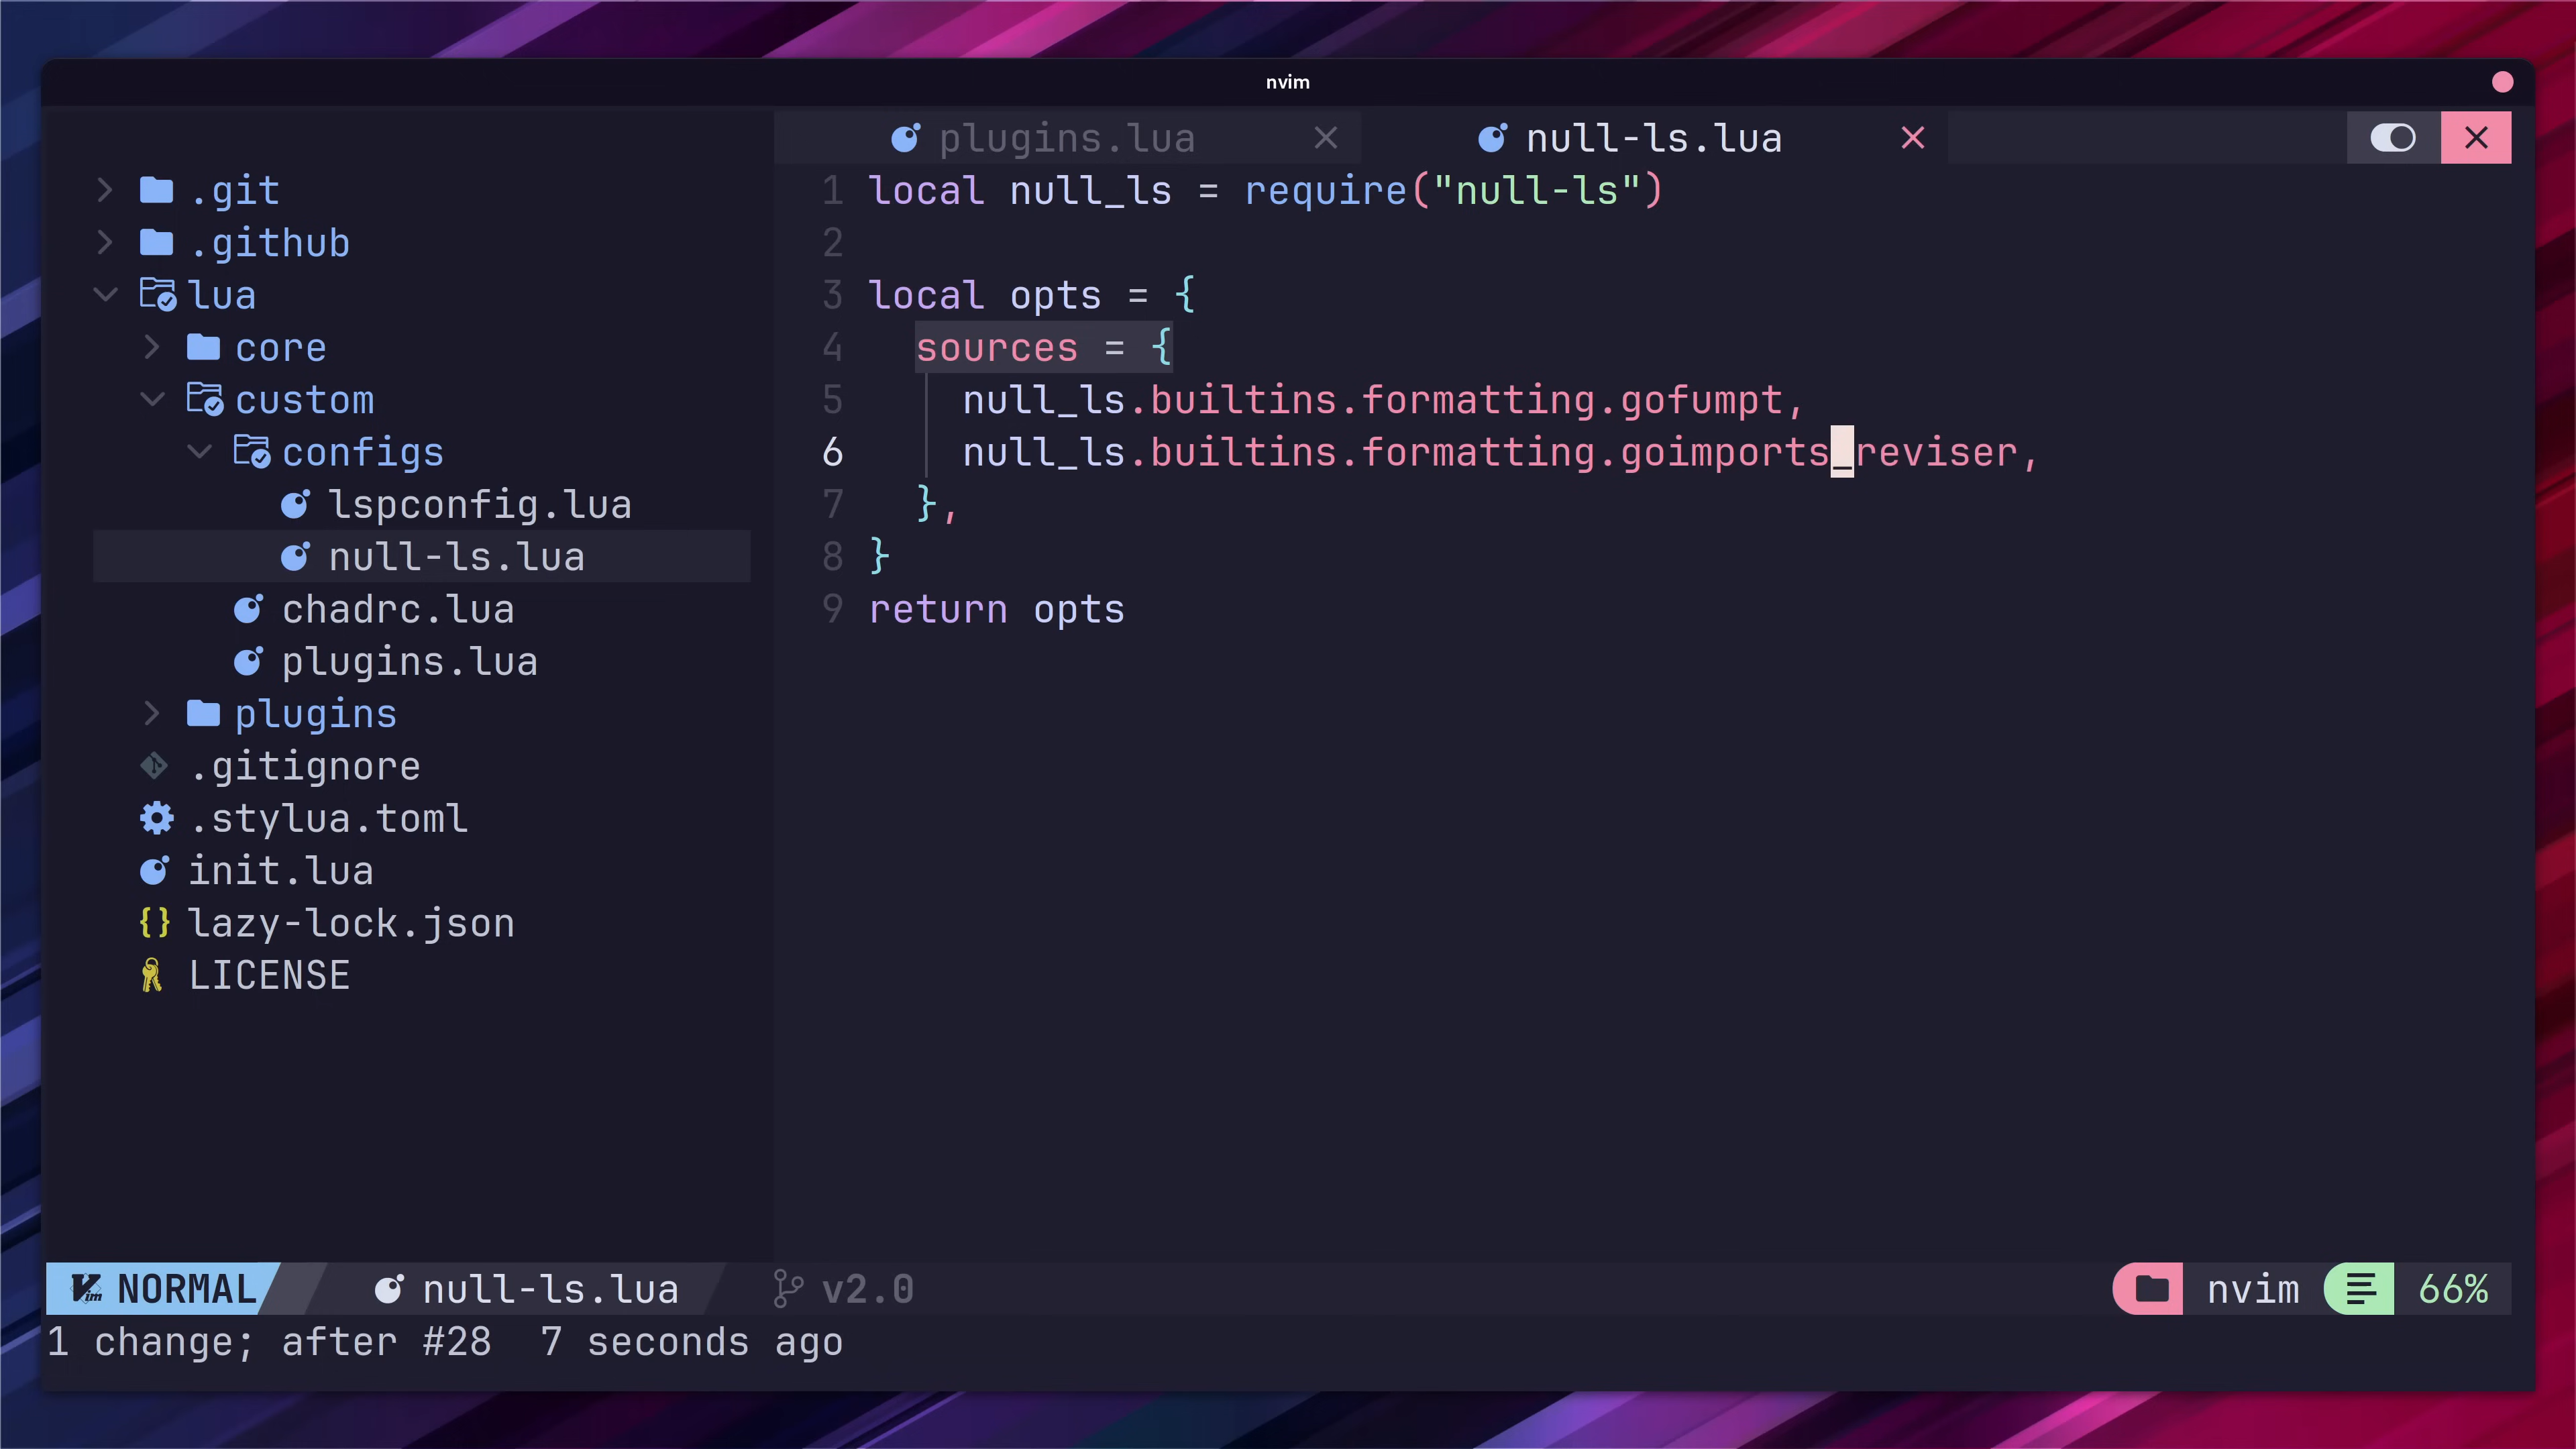 nvim
.git
.github
lua
core
custom
configs
lspconfig.lua
null-ls.lua
chadrc.lua
plugins.lua
plugins
.gitignore
.stylua.toml
init.lua
lazy-lock.json
LICENSE
plugins.lua
null-ls.lua
1 local null_ls = require("null-ls")
2
3 local opts = {
4 sources = {
5 null_ls.builtins.formatting.gofumpt,
6 null_ls.builtins.formatting.goimports_reviser,
7 },
8 }
9 return opts
NORMAL null-ls.lua v2.0 nvim 66%
1 change; after #28 7 seconds ago